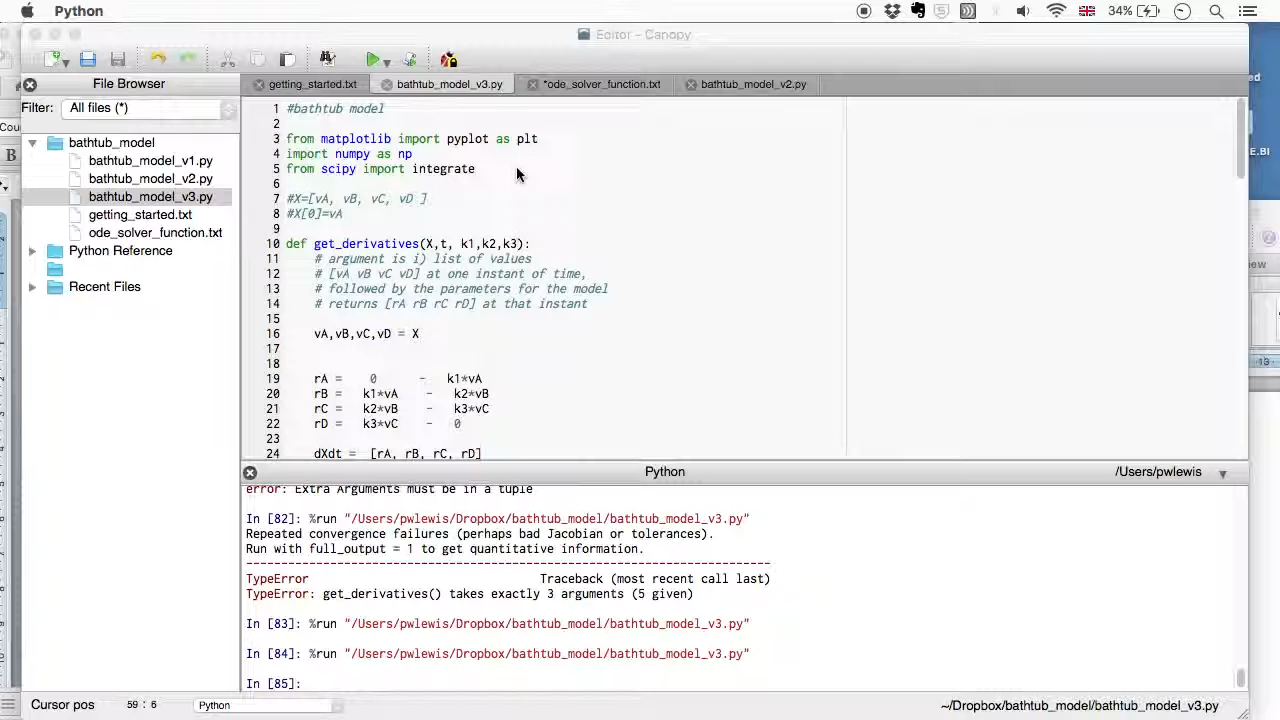 Python
34%
Editor - Canopy
File Browser
getting_started.txt
bathtub_model_v3.py
*ode_solver_function.txt
bathtub_model_v2.py
Filter:
All files (*)
bathtub_model
bathtub_model_v1.py
bathtub_model_v2.py
bathtub_model_v3.py
getting_started.txt
ode_solver_function.txt
Python Reference
Recent Files
Cou
B
1 #bathtub model
2
3 from matplotlib import pyplot as plt
4 import numpy as np
5 from scipy import integrate
6
7 #X=[vA, vB, vC, vD ]
8 #X[0]=vA
9
10 def get_derivatives(X,t, k1,k2,k3):
11 # argument is i) list of values
12 # [vA vB vC vD] at one instant of time,
13 # followed by the parameters for the model
14 # returns [rA rB rC rD] at that instant
15
16 vA,vB,vC,vD = X
17
18
19 rA = 0 - k1*vA
20 rB = k1*vA - k2*vB
21 rC = k2*vB - k3*vC
22 rD = k3*vC - 0
23
24 dXdt = [rA, rB, rC, rD]
Python
/Users/pwlewis
error: Extra Arguments must be in a tuple
In [82]: %run "/Users/pwlewis/Dropbox/bathtub_model/bathtub_model_v3.py"
Repeated convergence failures (perhaps bad Jacobian or tolerances).
Run with full_output = 1 to get quantitative information.
---------------------------------------------------------------------------
TypeError Traceback (most recent call last)
TypeError: get_derivatives() takes exactly 3 arguments (5 given)
In [83]: %run "/Users/pwlewis/Dropbox/bathtub_model/bathtub_model_v3.py"
In [84]: %run "/Users/pwlewis/Dropbox/bathtub_model/bathtub_model_v3.py"
In [85]:
Cursor pos 59 : 6 Python
~/Dropbox/bathtub_model/bathtub_model_v3.py
ed
E.BI
ew
13